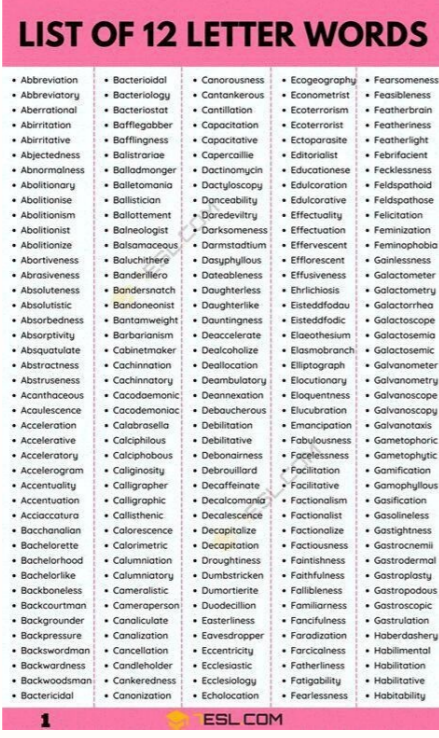 LIST OF 12 LETTER WORDS
• Abbreviation
• Abbreviatory
• Aberrational
• Abirritation
• Abirritative
• Abjectedness
• Abnormalness
• Abolitionary
• Abolitionise
• Abolitionism
• Abolitionist
• Abolitionize
• Abortiveness
• Abrasiveness
• Absoluteness
• Absolutistic
• Absorbedness
• Absorptivity
• Absquatulate
• Abstractness
• Abstruseness
• Acanthaceous
• Acaulescence
• Acceleration
• Accelerative
• Acceleratory
• Accelerogram
• Accentuality
• Accentuation
• Acciaccatura
• Bacchanalian
• Bachelorette
• Bachelorhood
• Bachelorlike
• Backboneless
• Backcourtman
• Backgrounder
• Backpressure
• Backswordman
• Backwardness
• Backwoodsman
• Bactericidal
• Bacterioidal
• Bacteriology
• Bacteriostat
• Bafflegabber
• Bafflingness
• Balistrariae
• Balladmonger
• Balletomania
• Ballistician
• Ballottement
• Balneologist
• Balsamaceous
• Baluchithere
• Banderillero
• Bandersnatch
• Bandoneonist
• Bantamweight
• Barbarianism
• Cabinetmaker
• Cachinnation
• Cachinnatory
• Cacodaemonic
• Cacodemoniac
• Calabrasella
• Calciphilous
• Calciphobous
• Caliginosity
• Calligrapher
• Calligraphic
• Callisthenic
• Calorescence
• Calorimetric
• Calumniation
• Calumniatory
• Cameralistic
• Cameraperson
• Canaliculate
• Canalization
• Cancellation
• Candleholder
• Cankeredness
• Canonization
• Canorousness
• Cantankerous
• Cantillation
• Capacitation
• Capacitative
• Capercaillie
• Dactinomycin
• Dactyloscopy
• Danceability
• Daredeviltry
• Darksomeness
• Darmstadtium
• Dasyphyllous
• Dateableness
• Daughterless
• Daughterlike
• Dauntingness
• Deaccelerate
• Dealcoholize
• Deallocation
• Deambulatory
• Deannexation
• Debaucherous
• Debilitation
• Debilitative
• Debonairness
• Debrouillard
• Decaffeinate
• Decalcomania
• Decalescence
• Decapitalize
• Decapitation
• Droughtiness
• Dumbstricken
• Dumortierite
• Duodecillion
• Easterliness
• Eavesdropper
• Eccentricity
• Ecclesiastic
• Ecclesiology
• Echolocation
• Ecogeography
• Econometrist
• Ecoterrorism
• Ecoterrorist
• Ectoparasite
• Editorialist
• Educationese
• Edulcoration
• Edulcorative
• Effectuality
• Effectuation
• Effervescent
• Efflorescent
• Effusiveness
• Ehrlichiosis
• Eisteddfodau
• Eisteddfodic
• Elaeothesium
• Elasmobranch
• Elliptograph
• Elocutionary
• Eloquentness
• Elucubration
• Emancipation
• Fabulousness
• Facelessness
• Facilitation
• Facilitative
• Factionalism
• Factionalist
• Factionalize
• Factiousness
• Faintishness
• Faithfulness
• Fallibleness
• Familiarness
• Fancifulness
• Faradization
• Farcicalness
• Fatherliness
• Fatigability
• Fearlessness
• Fearsomeness
• Feasibleness
• Featherbrain
• Featheriness
• Featherlight
• Febrifacient
• Fecklessness
• Feldspathoid
• Feldspathose
• Felicitation
• Feminization
• Feminophobia
• Gainlessness
• Galactometer
• Galactometry
• Galactorrhea
• Galactoscope
• Galactosemia
• Galactosemic
• Galvanometer
• Galvanometry
• Galvanoscope
• Galvanoscopy
• Galvanotaxis
• Gametophoric
• Gametophytic
• Gamification
• Gamophyllous
• Gasification
• Gasolineless
• Gastightness
• Gastrocnemii
• Gastrodermal
• Gastroplasty
• Gastropodous
• Gastroscopic
• Gastrulation
• Haberdashery
• Habilimental
• Habilitation
• Habilitative
• Habitability
1
7ESL.COM